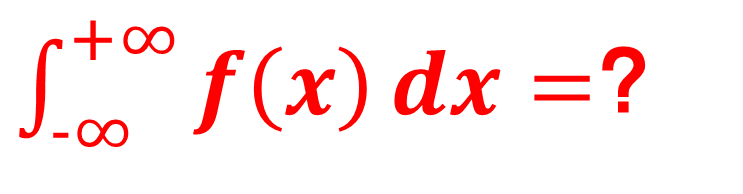 ∫₋∞⁺∞ f(x) dx =?